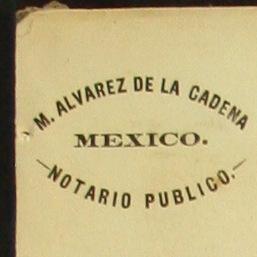 M. ALVAREZ DE LA CADENA
MEXICO.
NOTARIO PUBLICO.